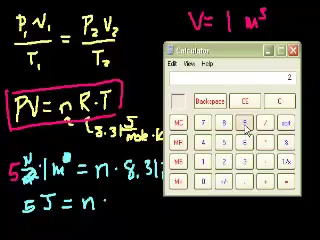 P₁V₁/T₁ = P₂V₂/T₂
V = 1 m³
PV = n R · T
8.31 J/mole·K
5 N/m² · 1 m³ = n · 8.31
5 J = n ·
Calculator
Edit View Help
2
Backspace CE C
MC 7 8 9 / sqrt
MR 4 5 6 * %
MS 1 2 3 - 1/x
M+ 0 +/- . + =